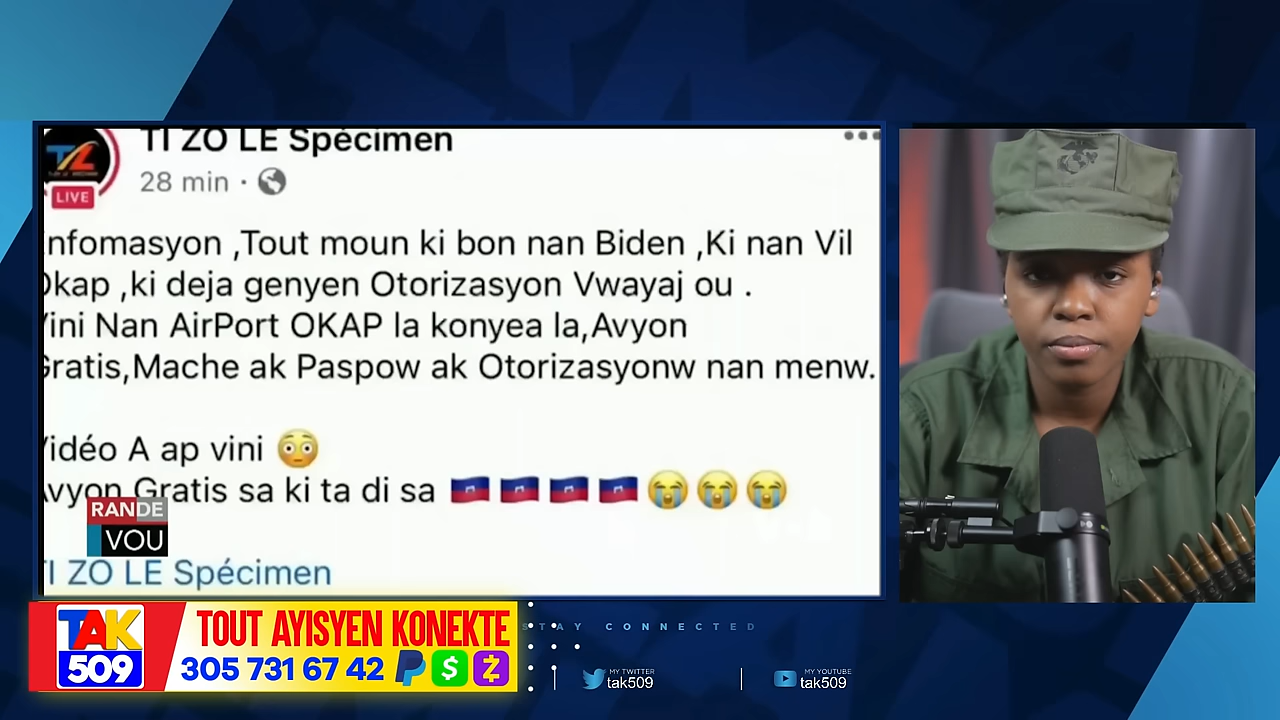 TI ZO LE Spécimen
LIVE
28 min ·
nfomasyon ,Tout moun ki bon nan Biden ,Ki nan Vil
Okap ,ki deja genyen Otorizasyon Vwayaj ou .
Vini Nan AirPort OKAP la konyea la,Avyon
Gratis,Mache ak Paspow ak Otorizasyonw nan menw.
Vidéo A ap vini 😳
Avyon Gratis sa ki ta di sa 🇭🇹🇭🇹🇭🇹🇭🇹😭😭😭
RANDE
VOU
TI ZO LE Spécimen
TAK
509
TOUT AYISYEN KONEKTE
305 731 67 42
STAY CONNECTED
MY TWITTER
tak509
MY YOUTUBE
tak509